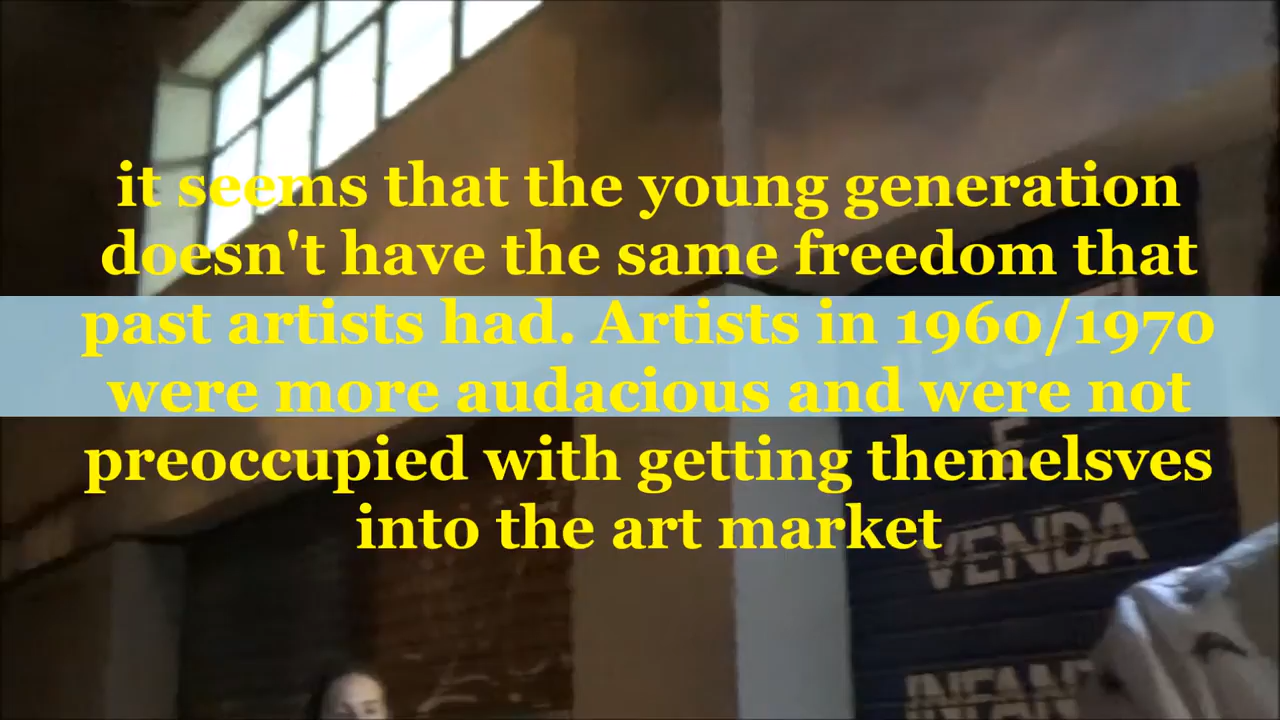 it seems that the young generation
doesn't have the same freedom that
past artists had. Artists in 1960/1970
were more audacious and were not
preoccupied with getting themelsves
into the art market
E
VENDA